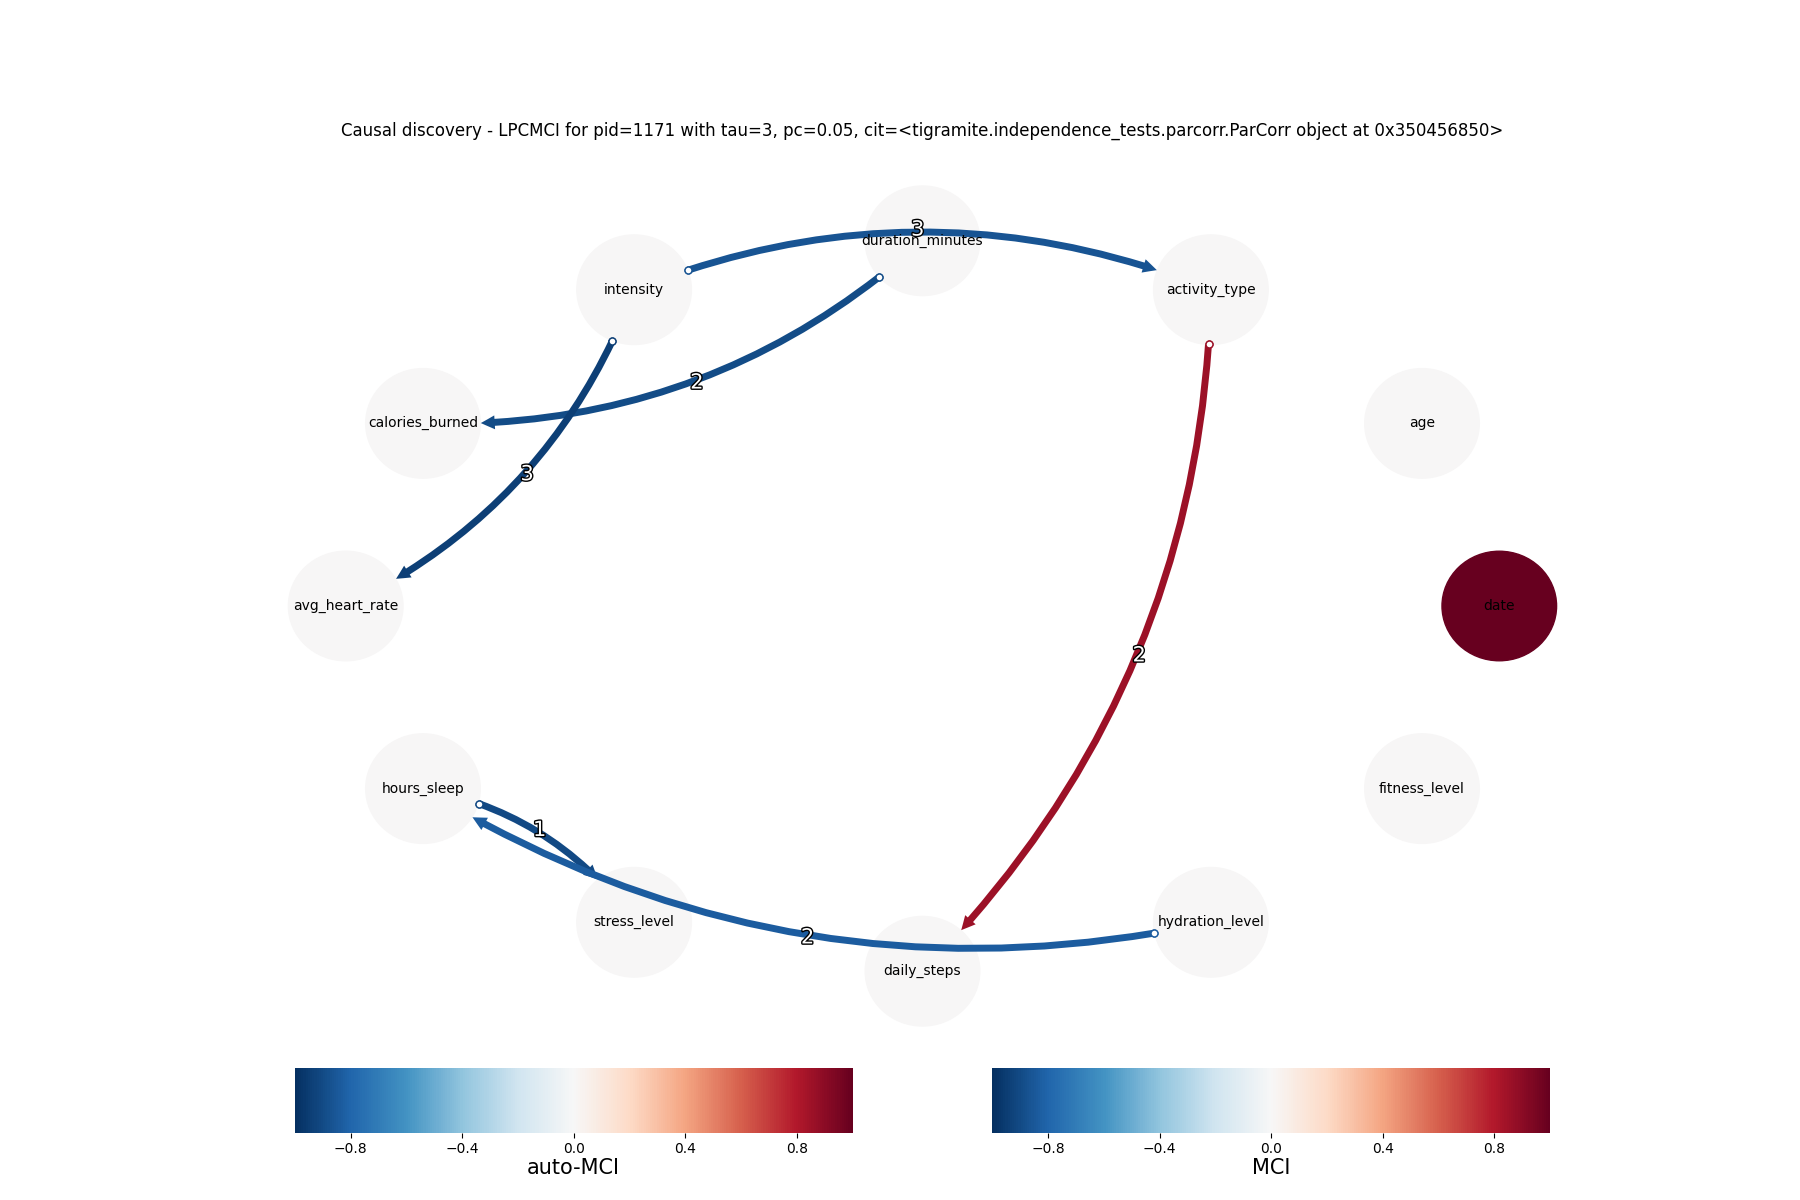 Causal discovery - LPCMCI for pid=1171 with tau=3, pc=0.05, cit=<tigramite.independence_tests.parcorr.ParCorr object at 0x350456850>
3
duration_minutes
intensity
activity_type
2
calories_burned
age
3
avg_heart_rate
date
2
hours_sleep
fitness_level
1
stress_level
hydration_level
2
daily_steps
−0.8 −0.4 0.0 0.4 0.8
auto-MCI
−0.8 −0.4 0.0 0.4 0.8
MCI